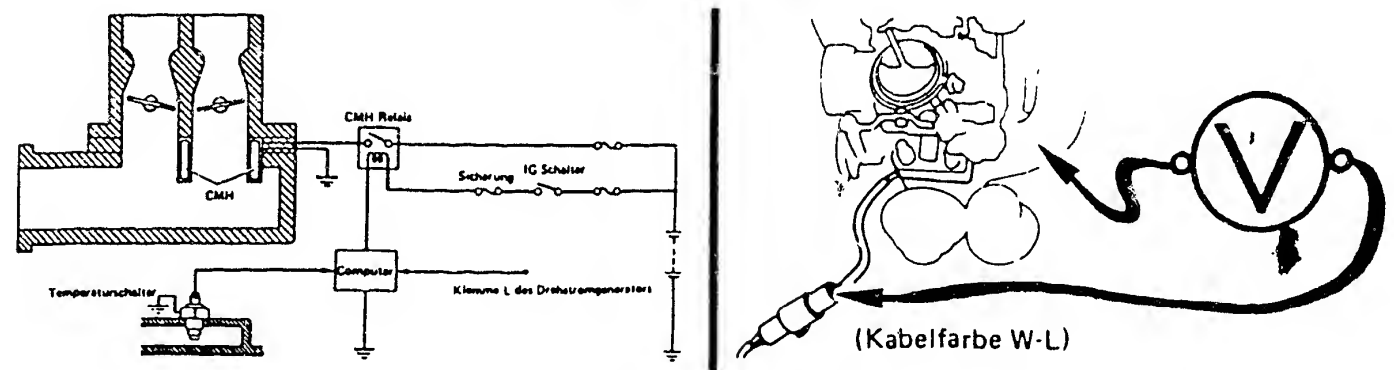 CMH Relais
IG Schalter
Sicherung
CMH
Computer
Klemme L des Drehstromgenerators
Temperaturschalter
V
(Kabelfarbe W-L)